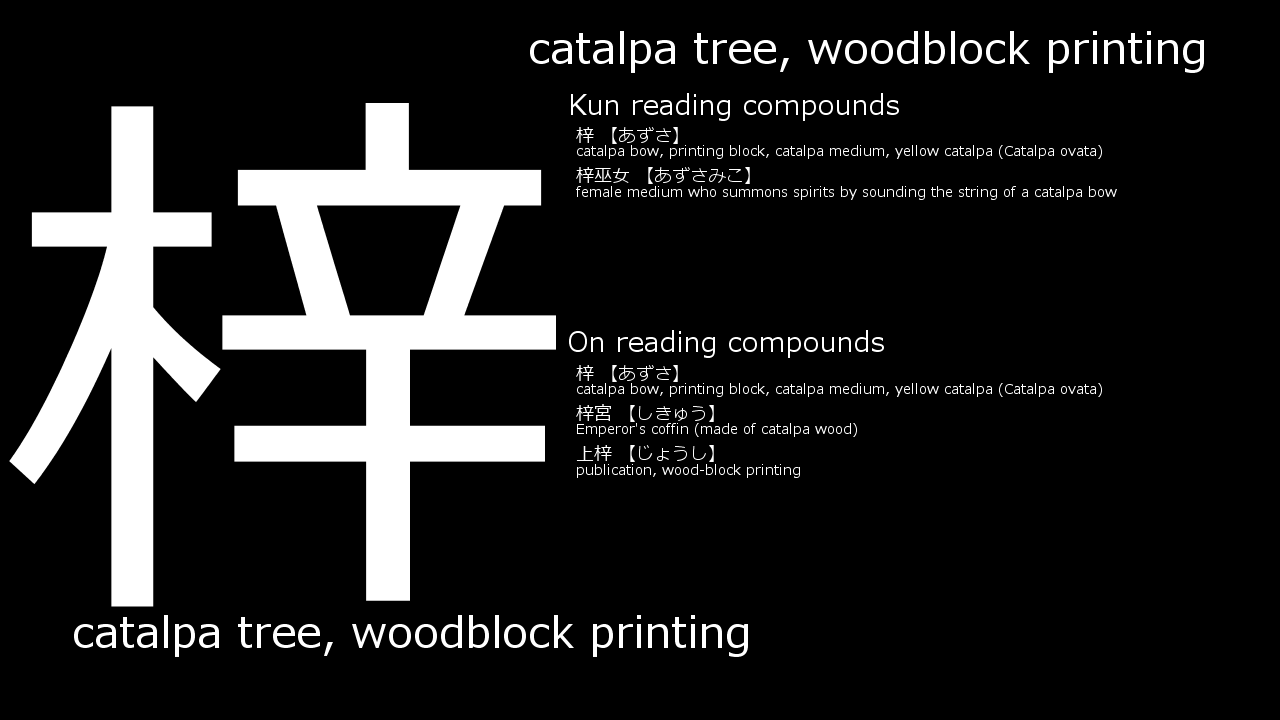 catalpa tree, woodblock printing
梓
Kun reading compounds
梓 【あずさ】
catalpa bow, printing block, catalpa medium, yellow catalpa (Catalpa ovata)
梓巫女 【あずさみこ】
female medium who summons spirits by sounding the string of a catalpa bow
On reading compounds
梓 【あずさ】
catalpa bow, printing block, catalpa medium, yellow catalpa (Catalpa ovata)
梓宮 【しきゅう】
Emperor's coffin (made of catalpa wood)
上梓 【じょうし】
publication, wood-block printing
catalpa tree, woodblock printing